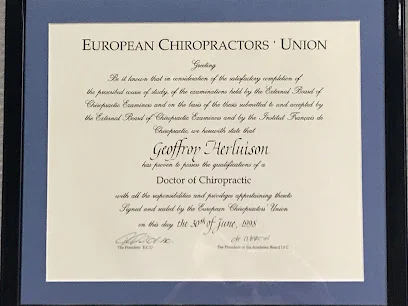 EUROPEAN CHIROPRACTORS' UNION
Greeting
Be it known that in consideration of the satisfactory completion of
the prescribed course of study, of the examinations held by the External Board of
Chiropractic Examiners and on the basis of the thesis submitted to and accepted by
the External Board of Chiropractic Examiners and by the Institut Français de
Chiropractic, we herewith state that
Geoffroy Herluison
has proven to possess the qualifications of a
Doctor of Chiropractic
with all the responsibilities and privileges appertaining thereto
Signed and sealed by the European Chiropractors' Union
on this day the 30th of June, 1998
The President E.C.U
The President of the Academic Board I.F.C